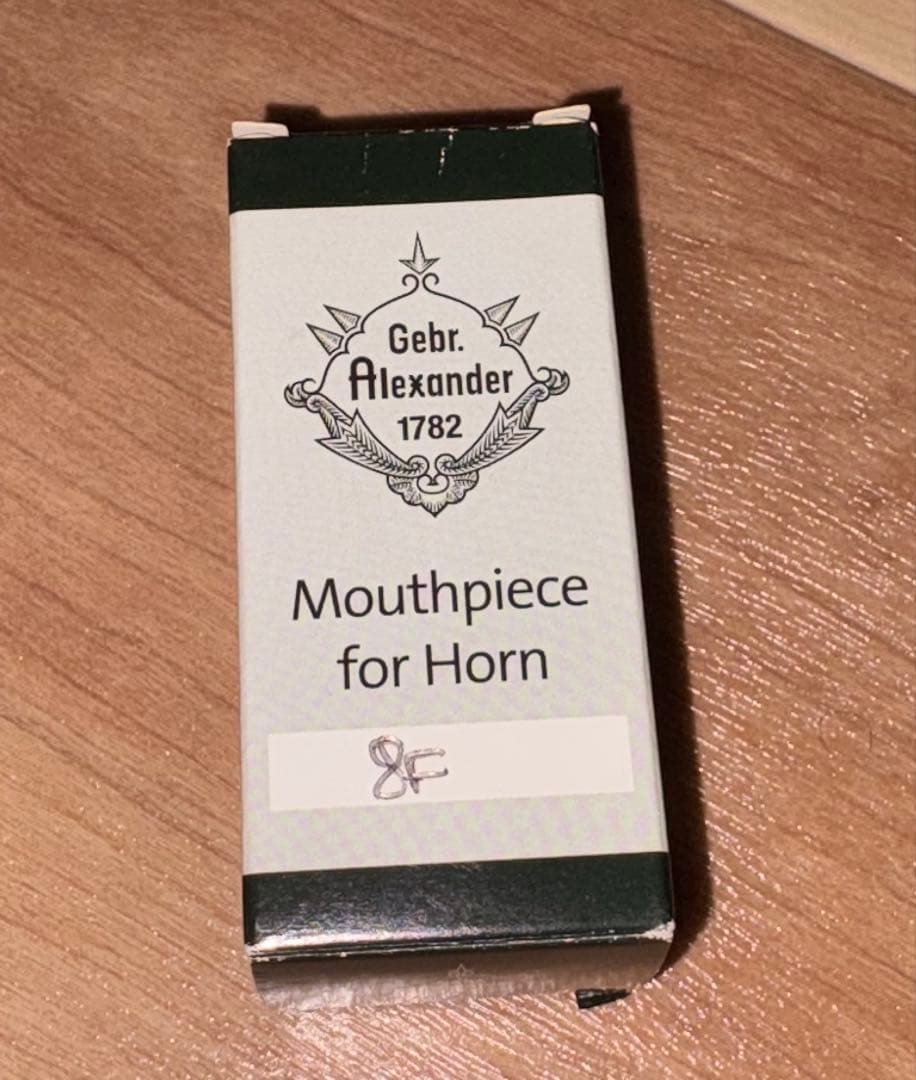 Gebr.
Alexander
1782
Mouthpiece
for Horn
8F